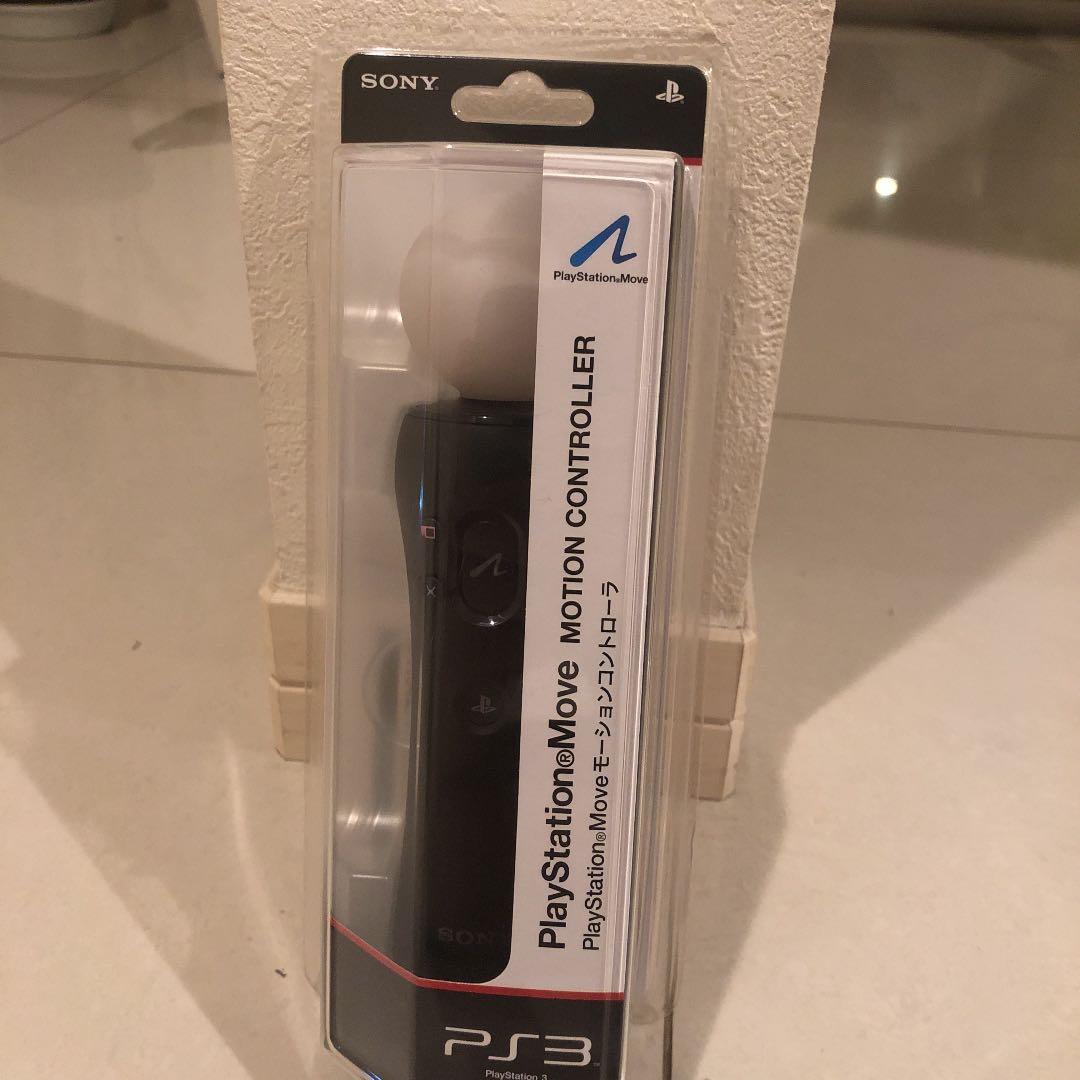 SONY
PlayStation®Move
PlayStation®Move MOTION CONTROLLER
PlayStation®Moveモーションコントローラ
SONY
PS3™
PlayStation 3